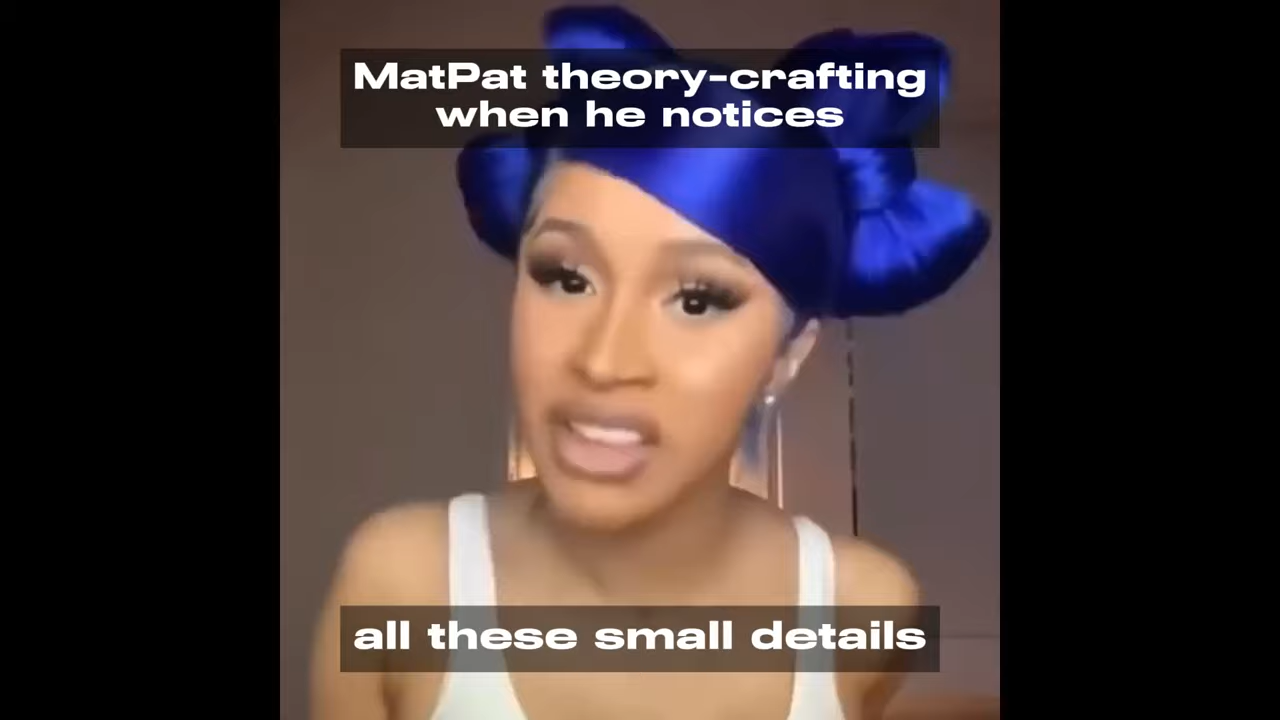 MatPat theory-crafting
when he notices
all these small details